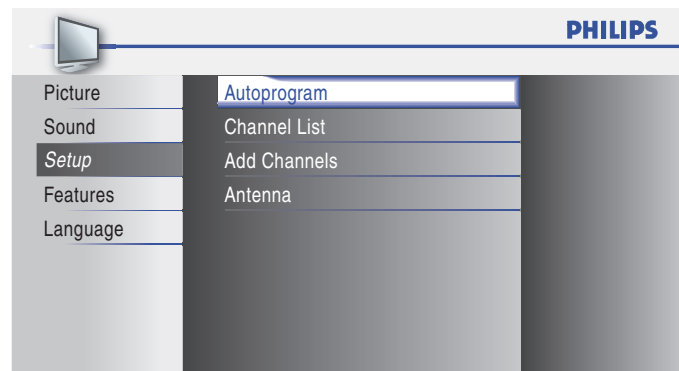 PHILIPS
Picture
Sound
Setup
Features
Language
Autoprogram
Channel List
Add Channels
Antenna